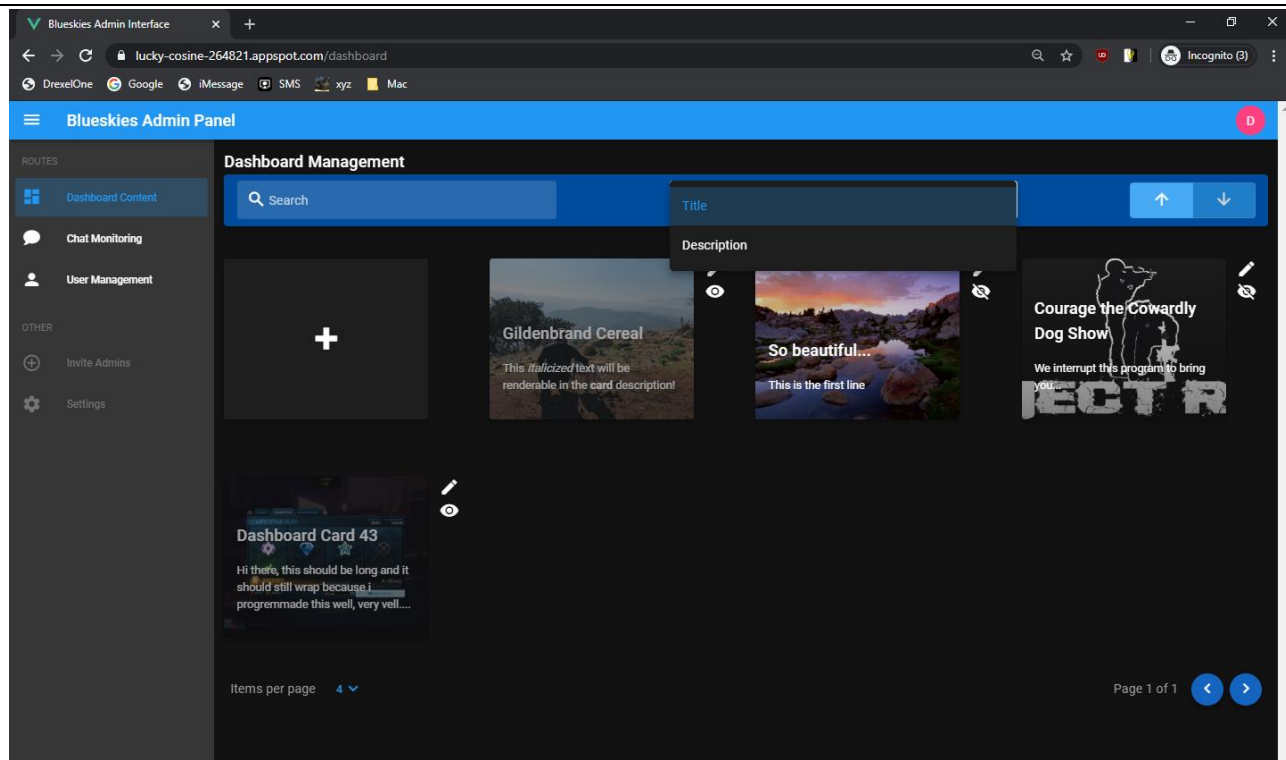 Blueskies Admin Interface
lucky-cosine-264821.appspot.com/dashboard
Incognito (3)
DrexelOne Google iMessage SMS xyz Mac
Blueskies Admin Panel
D
ROUTES
Dashboard Content
Chat Monitoring
User Management
OTHER
Invite Admins
Settings
Dashboard Management
Search
Title
Description
Gildenbrand Cereal
This italicized text will be
renderable in the card description!
So beautiful...
This is the first line
Courage the Cowardly
Dog Show
We interrupt this program to bring
you...
JECT R
Dashboard Card 43
Hi there, this should be long and it
should still wrap because i
progremmade this well, very vell....
Items per page 4
Page 1 of 1